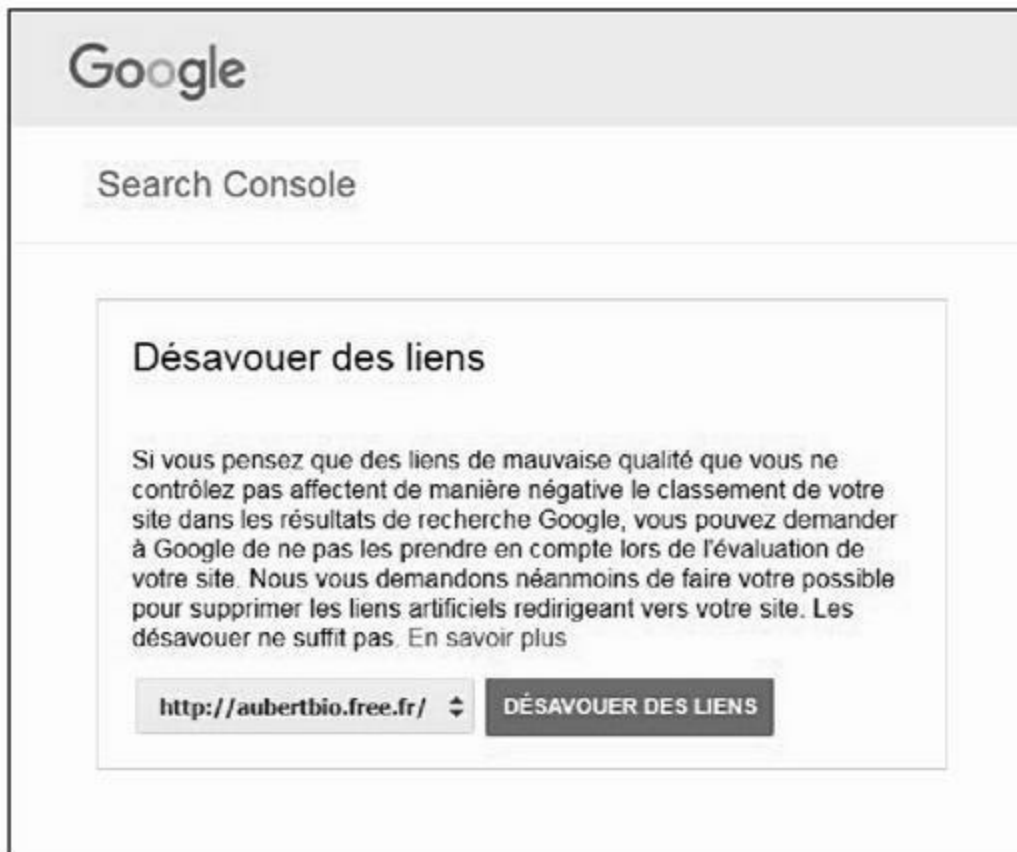 Google
Search Console
Désavouer des liens
Si vous pensez que des liens de mauvaise qualité que vous ne
contrôlez pas affectent de manière négative le classement de votre
site dans les résultats de recherche Google, vous pouvez demander
à Google de ne pas les prendre en compte lors de l'évaluation de
votre site. Nous vous demandons néanmoins de faire votre possible
pour supprimer les liens artificiels redirigeant vers votre site. Les
désavouer ne suffit pas. En savoir plus
http://aubertbio.free.fr/ DÉSAVOUER DES LIENS